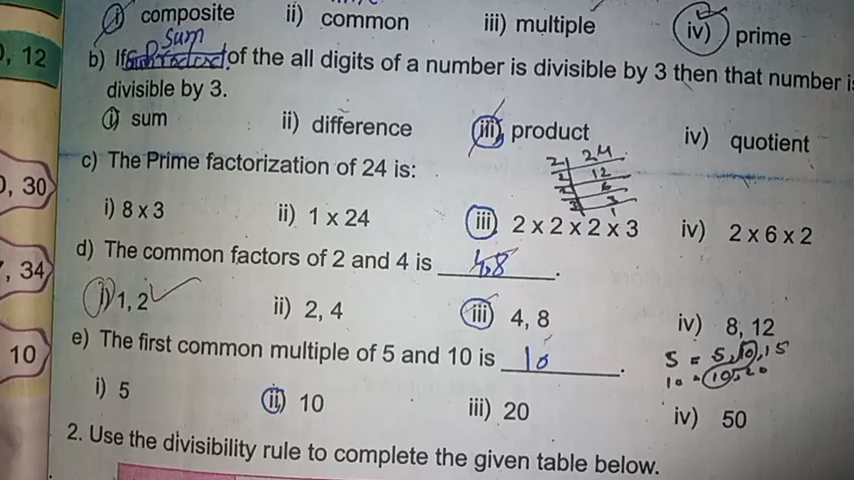 i) composite ii) common iii) multiple iv) prime
0, 12
Sum
b) If of the all digits of a number is divisible by 3 then that number is
divisible by 3.
i) sum ii) difference iii) product iv) quotient
c) The Prime factorization of 24 is:
2 24
2 12
2 6
3 3
1
0, 30
i) 8 x 3 ii) 1 x 24 iii) 2 x 2 x 2 x 3 iv) 2 x 6 x 2
d) The common factors of 2 and 4 is 4,8.
, 34
i) 1, 2 ii) 2, 4 iii) 4, 8 iv) 8, 12
e) The first common multiple of 5 and 10 is 10.
5 = 5,10,15
10 = 10,20
10
i) 5 ii) 10 iii) 20 iv) 50
2. Use the divisibility rule to complete the given table below.